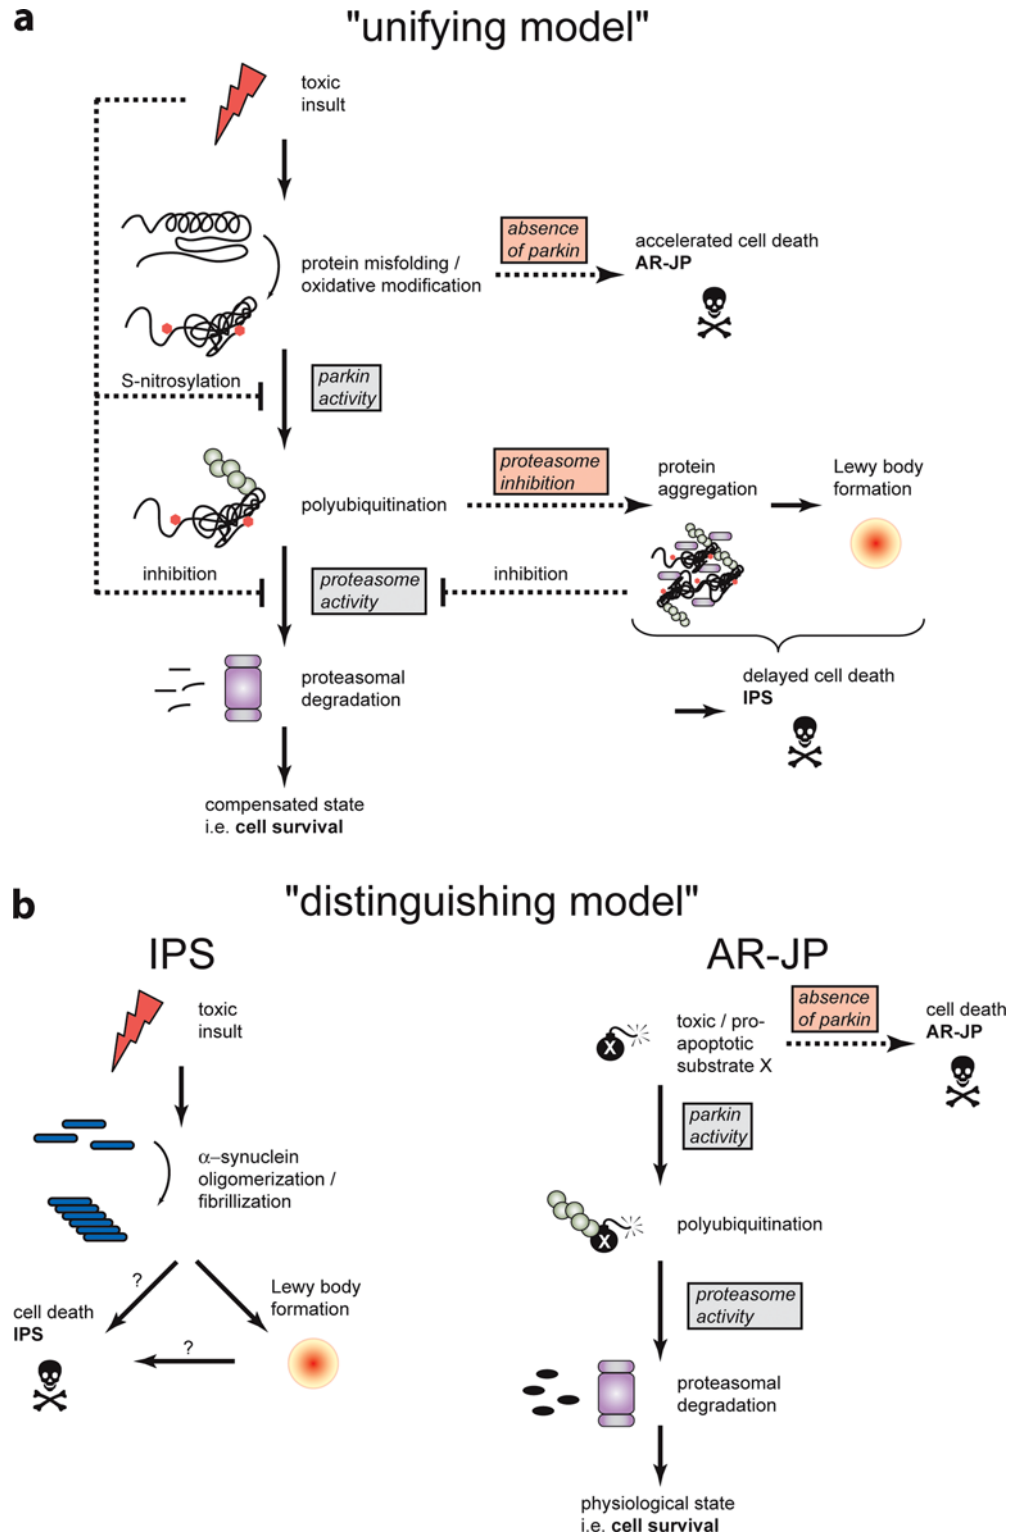 a
"unifying model"
toxic
insult
protein misfolding /
oxidative modification
absence
of parkin
accelerated cell death
AR-JP
S-nitrosylation
parkin
activity
polyubiquitination
proteasome
inhibition
protein
aggregation
Lewy body
formation
inhibition
proteasome
activity
inhibition
proteasomal
degradation
delayed cell death
IPS
compensated state
i.e. cell survival
b
"distinguishing model"
IPS
toxic
insult
α–synuclein
oligomerization /
fibrillization
?
cell death
IPS
Lewy body
formation
?
AR-JP
X
toxic / pro-
apoptotic
substrate X
absence
of parkin
cell death
AR-JP
parkin
activity
X
polyubiquitination
proteasome
activity
proteasomal
degradation
physiological state
i.e. cell survival